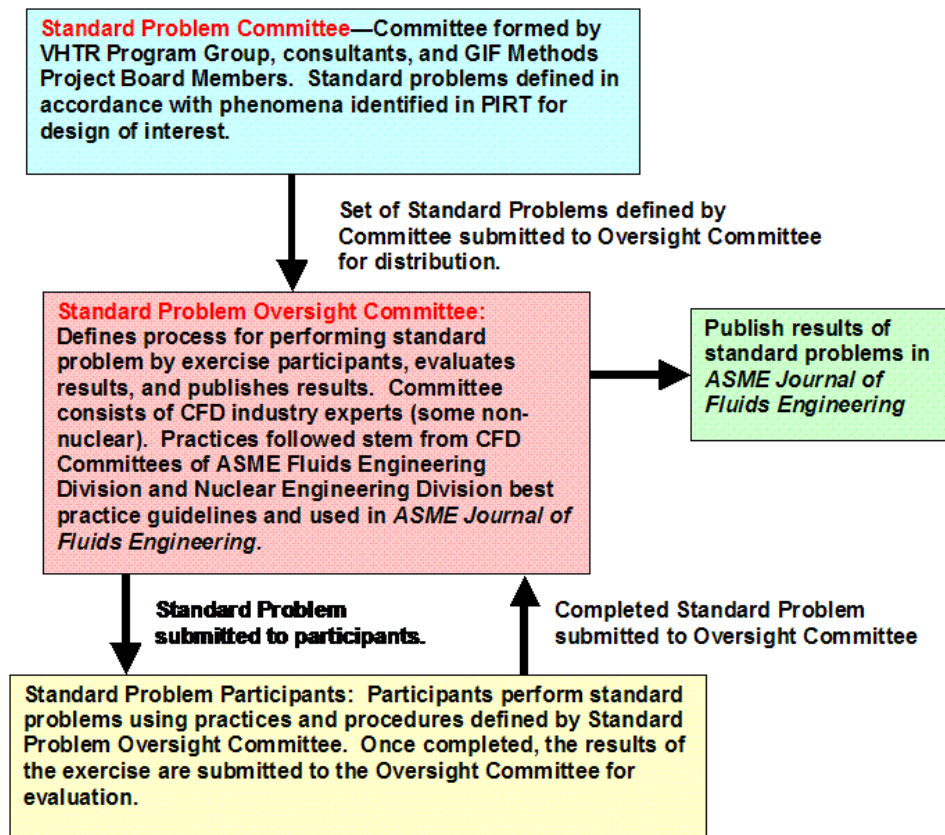 Standard Problem Committee—Committee formed by
VHTR Program Group, consultants, and GIF Methods
Project Board Members.  Standard problems defined in
accordance with phenomena identified in PIRT for
design of interest.
Set of Standard Problems defined by
Committee submitted to Oversight Committee
for distribution.
Standard Problem Oversight Committee:
Defines process for performing standard
problem by exercise participants, evaluates
results, and publishes results.  Committee
consists of CFD industry experts (some non-
nuclear).  Practices followed stem from CFD
Committees of ASME Fluids Engineering
Division and Nuclear Engineering Division best
practice guidelines and used in ASME Journal of
Fluids Engineering.
Publish results of
standard problems in
ASME Journal of
Fluids Engineering
Standard Problem
submitted to participants.
Completed Standard Problem
submitted to Oversight Committee
Standard Problem Participants:  Participants perform standard
problems using practices and procedures defined by Standard
Problem Oversight Committee.  Once completed, the results of
the exercise are submitted to the Oversight Committee for
evaluation.